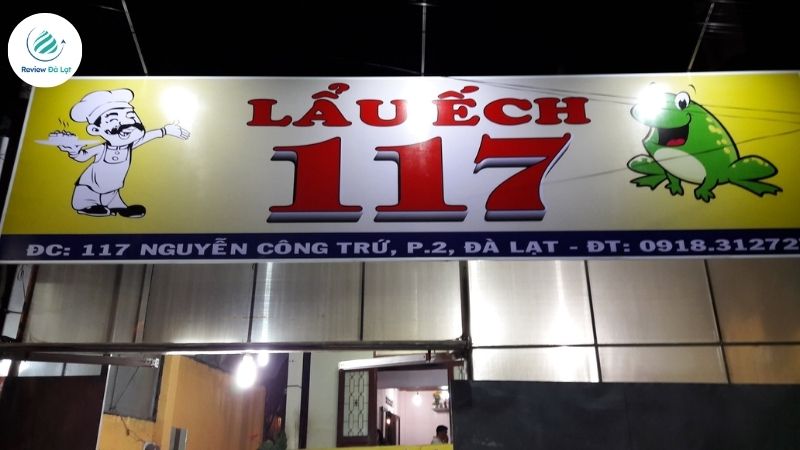 Review Đà Lạt
LẨU ẾCH
117
ĐC: 117 NGUYỄN CÔNG TRỨ, P.2, ĐÀ LẠT - ĐT: 0918.31272